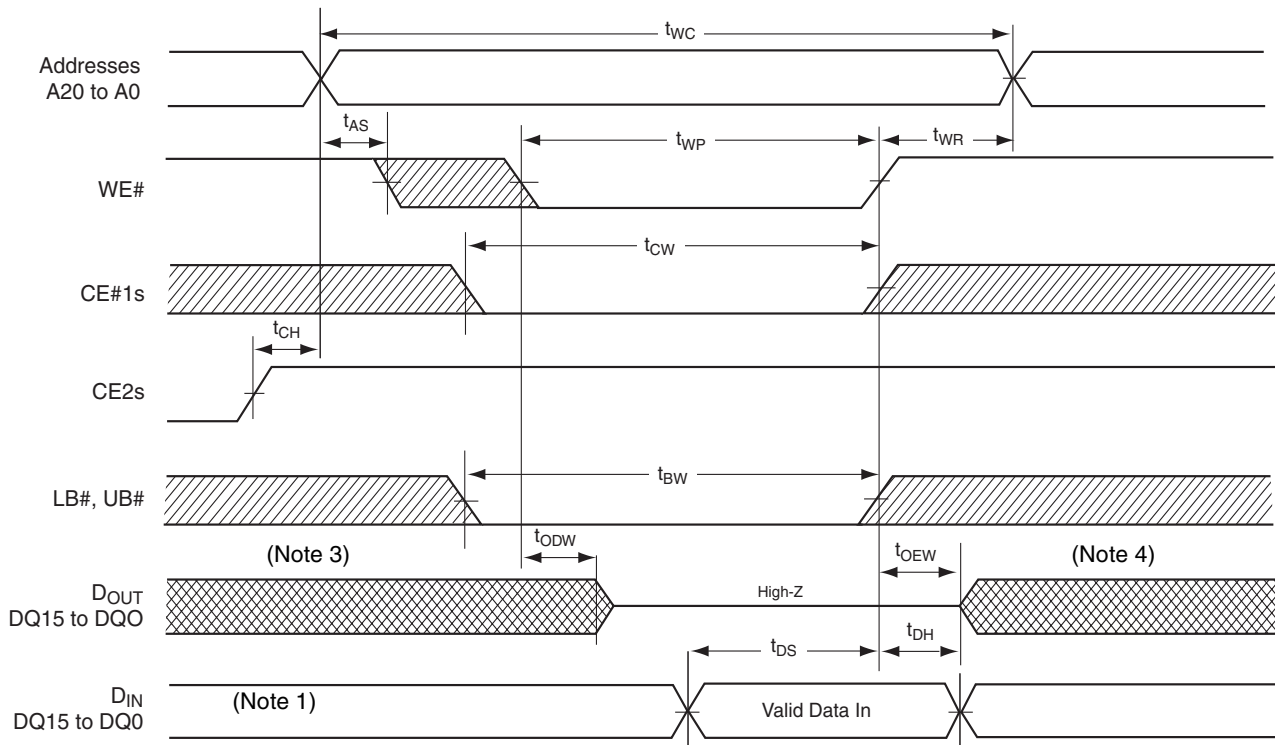 tWC
Addresses
A20 to A0
tAS
tWP
tWR
WE#
tCW
CE#1s
tCH
CE2s
tBW
LB#, UB#
(Note 3)
tODW
tOEW
(Note 4)
DOUT
DQ15 to DQO
High-Z
tDS
tDH
DIN
DQ15 to DQ0
(Note 1)
Valid Data In